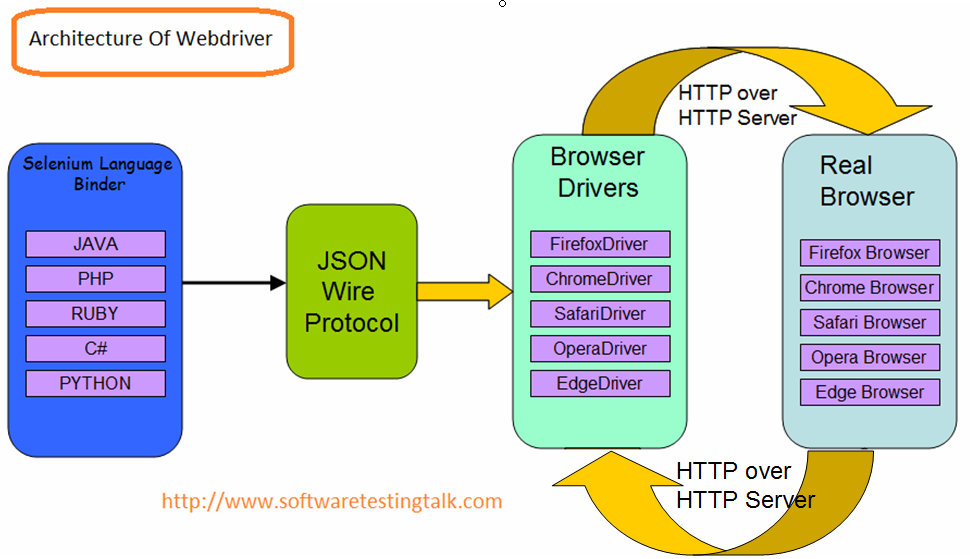 Architecture Of Webdriver
Selenium Language
Binder
JAVA
PHP
RUBY
C#
PYTHON
JSON
Wire
Protocol
Browser
Drivers
FirefoxDriver
ChromeDriver
SafariDriver
OperaDriver
EdgeDriver
HTTP over
HTTP Server
Real
Browser
Firefox Browser
Chrome Browser
Safari Browser
Opera Browser
Edge Browser
HTTP over
HTTP Server
http://www.softwaretestingtalk.com